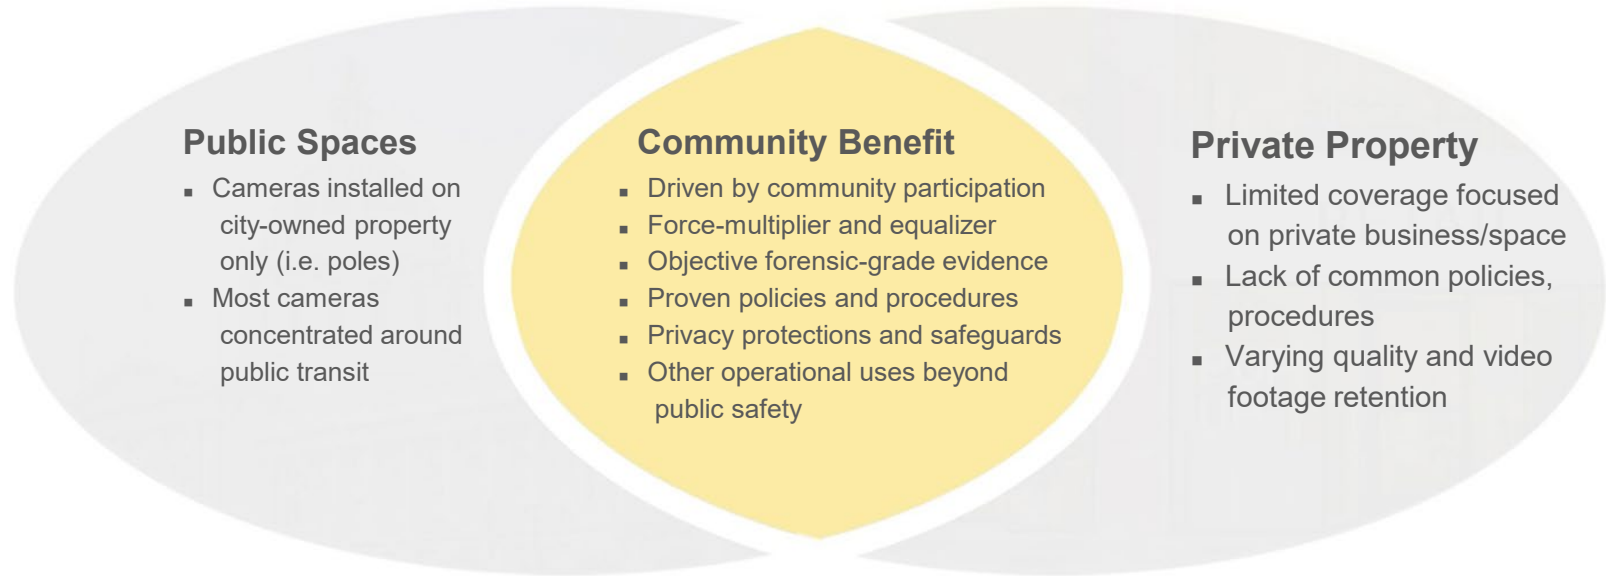 Public Spaces
▪ Cameras installed on
city-owned property
only (i.e. poles)
▪ Most cameras
concentrated around
public transit
Community Benefit
▪ Driven by community participation
▪ Force-multiplier and equalizer
▪ Objective forensic-grade evidence
▪ Proven policies and procedures
▪ Privacy protections and safeguards
▪ Other operational uses beyond
public safety
Private Property
▪ Limited coverage focused
on private business/space
▪ Lack of common policies,
procedures
▪ Varying quality and video
footage retention